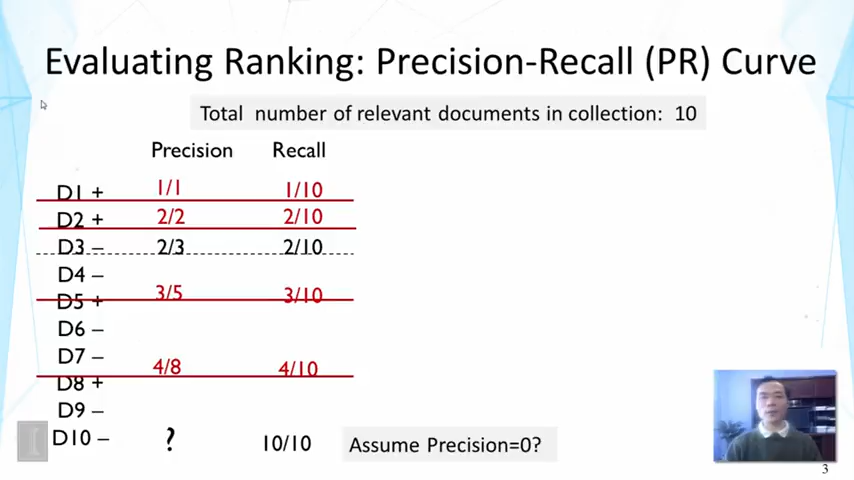 Evaluating Ranking: Precision-Recall (PR) Curve
Total number of relevant documents in collection: 10
Precision Recall
D1 + 1/1 1/10
D2 + 2/2 2/10
D3 – 2/3 2/10
D4 –
D5 + 3/5 3/10
D6 –
D7 –
D8 + 4/8 4/10
D9 –
D10 – ? 10/10 Assume Precision=0?
3